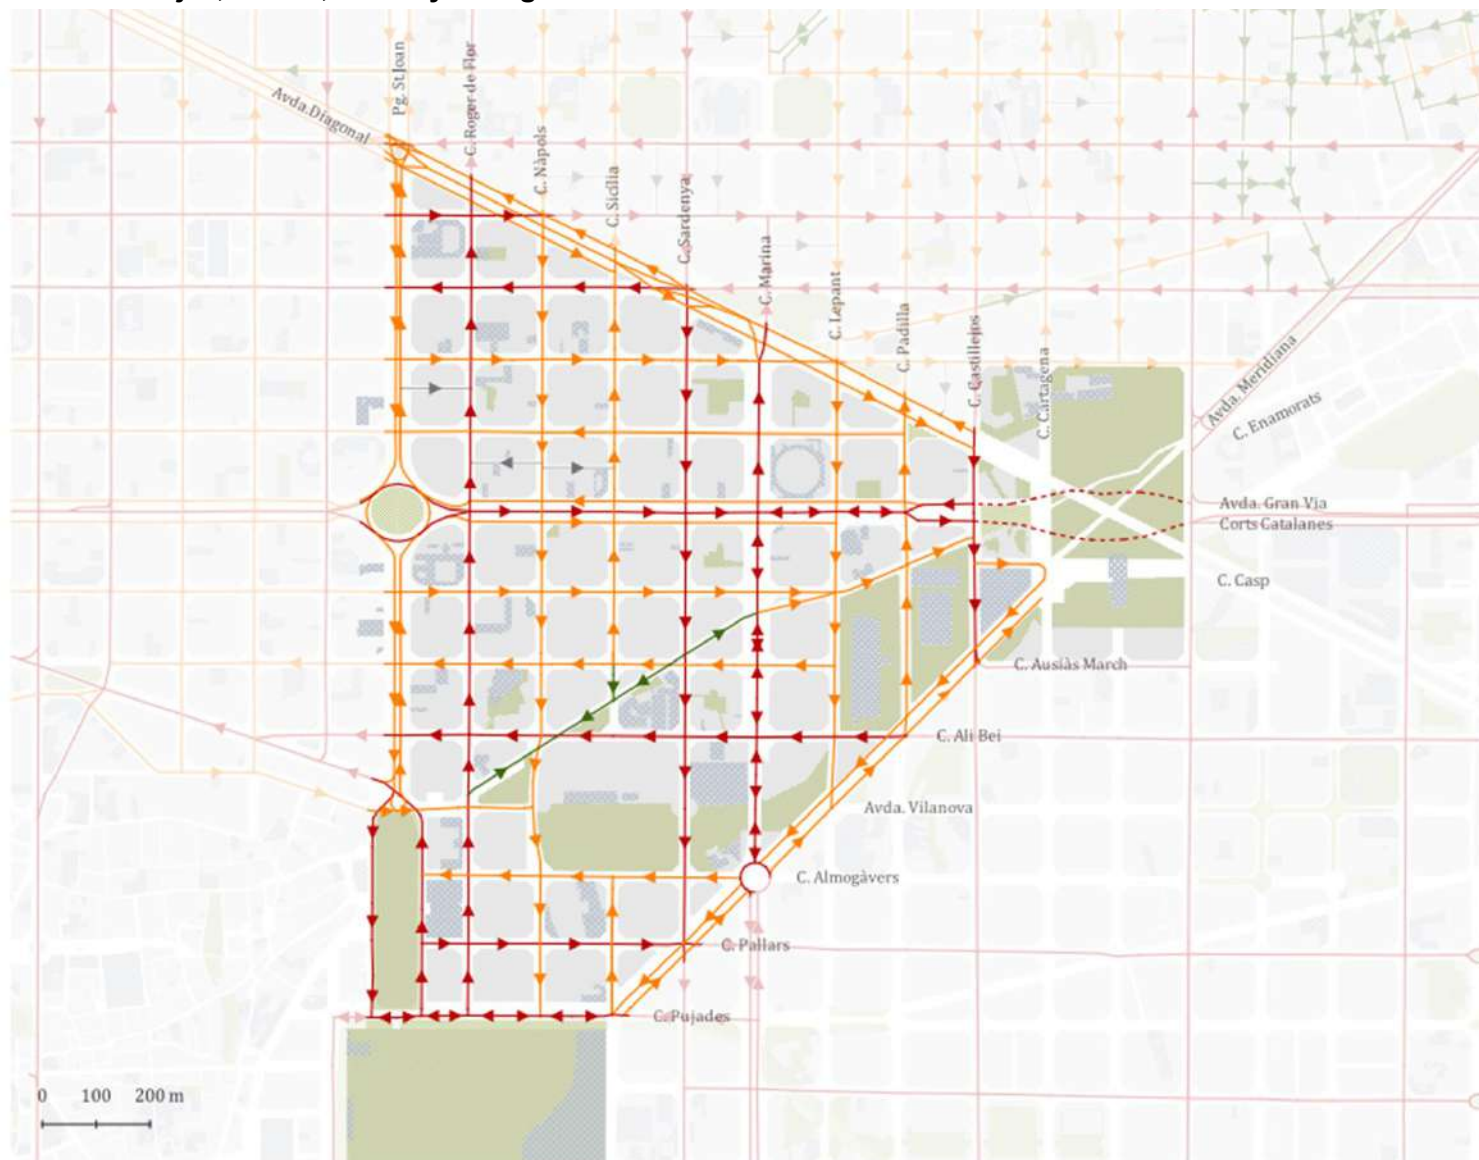 Avda.Diagonal
Pg. St.Joan
C. Roger de Flor
C. Nàpols
C. Sicília
C. Sardenya
C. Marina
C. Lepant
C. Padilla
C. Castillejos
C. Cartagena
Avda. Meridiana
C. Enamorats
Avda. Gran Via
Corts Catalanes
C. Casp
C. Ausiàs March
C. Ali Bei
Avda. Vilanova
C. Almogàvers
C. Pallars
C. Pujades
0 100 200 m